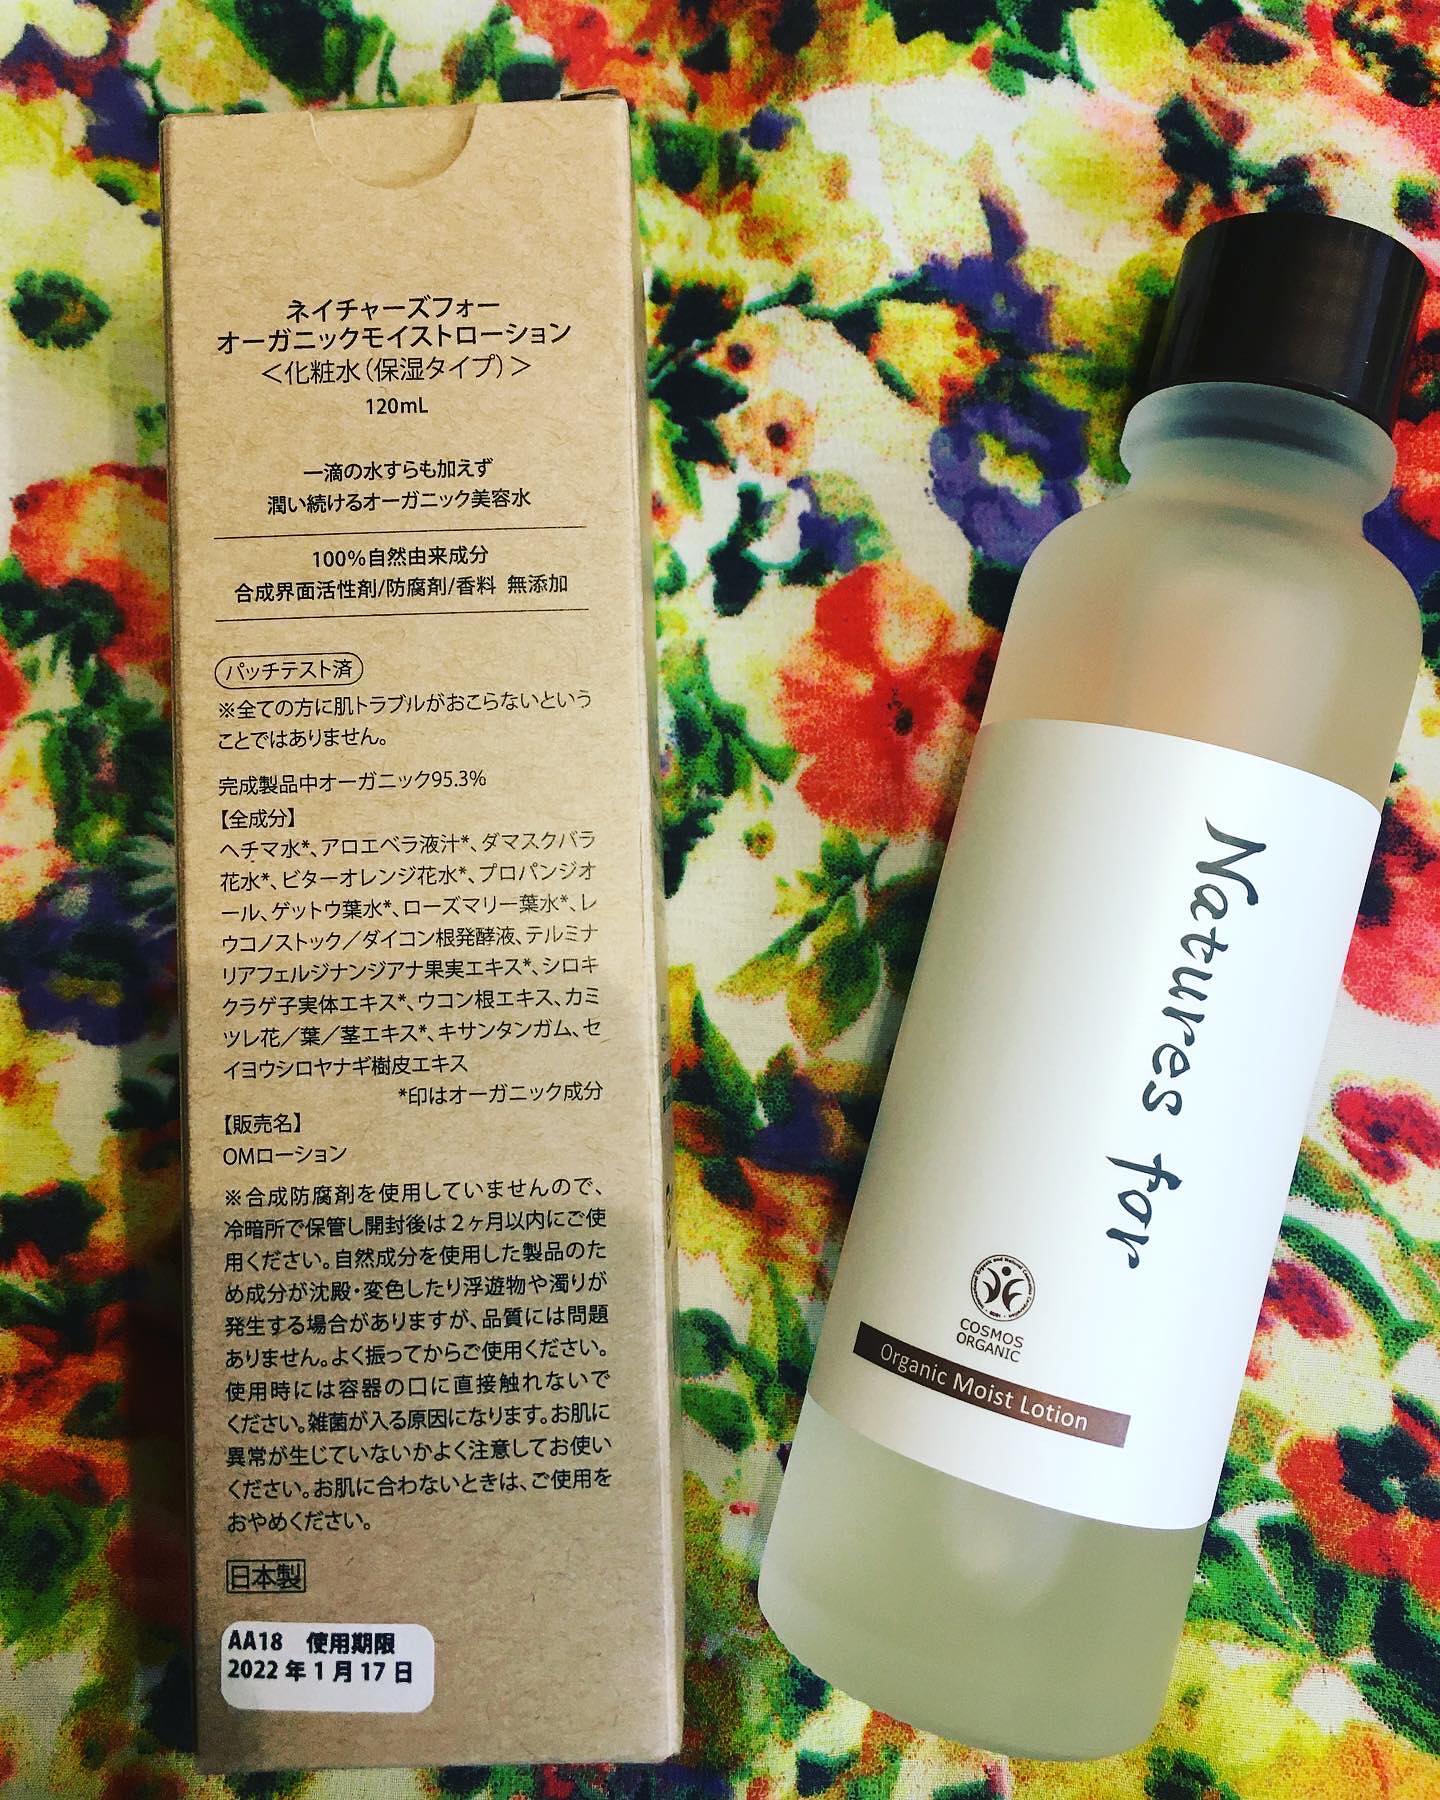 ネイチャーズフォー
オーガニックモイストローション
＜化粧水（保湿タイプ）＞
120mL
一滴の水すらも加えず
潤い続けるオーガニック美容水
100%自然由来成分
合成界面活性剤/防腐剤/香料 無添加
パッチテスト済
※全ての方に肌トラブルがおこらないという
ことではありません。
完成製品中オーガニック95.3%
【全成分】
ヘチマ水*、アロエベラ液汁*、ダマスクバラ
花水*、ビターオレンジ花水*、プロパンジオ
ール、ゲットウ葉水*、ローズマリー葉水*、レ
ウコノストック／ダイコン根発酵液、テルミナ
リアフェルジナンジアナ果実エキス*、シロキ
クラゲ子実体エキス*、ウコン根エキス、カミ
ツレ花／葉／茎エキス*、キサンタンガム、セ
イヨウシロヤナギ樹皮エキス
*印はオーガニック成分
【販売名】
OMローション
※合成防腐剤を使用していませんので、
冷暗所で保管し開封後は２ヶ月以内にご使
用ください。自然成分を使用した製品のた
め成分が沈殿・変色したり浮遊物や濁りが
発生する場合がありますが、品質には問題
ありません。よく振ってからご使用ください。
使用時には容器の口に直接触れないで
ください。雑菌が入る原因になります。お肌に
異常が生じていないかよく注意してお使い
ください。お肌に合わないときは、ご使用を
おやめください。
日本製
AA18 使用期限
2022年1月17日
Natures for
COSMOS
ORGANIC
Organic Moist Lotion